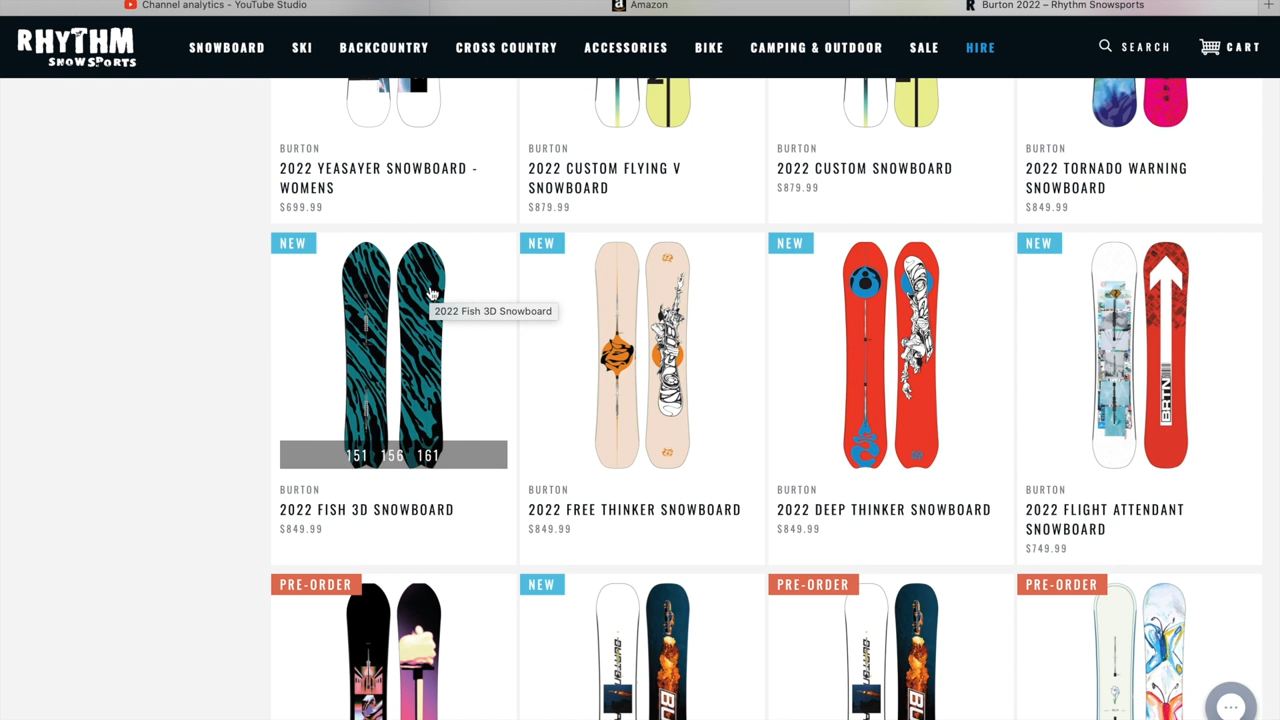 Channel analytics - YouTube Studio
Amazon
Burton 2022 – Rhythm Snowsports
RHYTHM
SNOWSPORTS
SNOWBOARD SKI BACKCOUNTRY CROSS COUNTRY ACCESSORIES BIKE CAMPING & OUTDOOR SALE HIRE
SEARCH
CART
BURTON
2022 YEASAYER SNOWBOARD -
WOMENS
$699.99
BURTON
2022 CUSTOM FLYING V
SNOWBOARD
$879.99
BURTON
2022 CUSTOM SNOWBOARD
$879.99
BURTON
2022 TORNADO WARNING
SNOWBOARD
$849.99
NEW
2022 Fish 3D Snowboard
151 156 161
BURTON
2022 FISH 3D SNOWBOARD
$849.99
NEW
BURTON
2022 FREE THINKER SNOWBOARD
$849.99
NEW
BURTON
2022 DEEP THINKER SNOWBOARD
$849.99
NEW
BRTN
BURTON
2022 FLIGHT ATTENDANT
SNOWBOARD
$749.99
PRE-ORDER
NEW
BURTON
PRE-ORDER
BURTON
PRE-ORDER